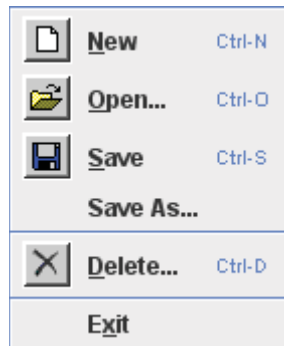 New Ctrl-N
Open... Ctrl-O
Save Ctrl-S
Save As...
Delete... Ctrl-D
Exit